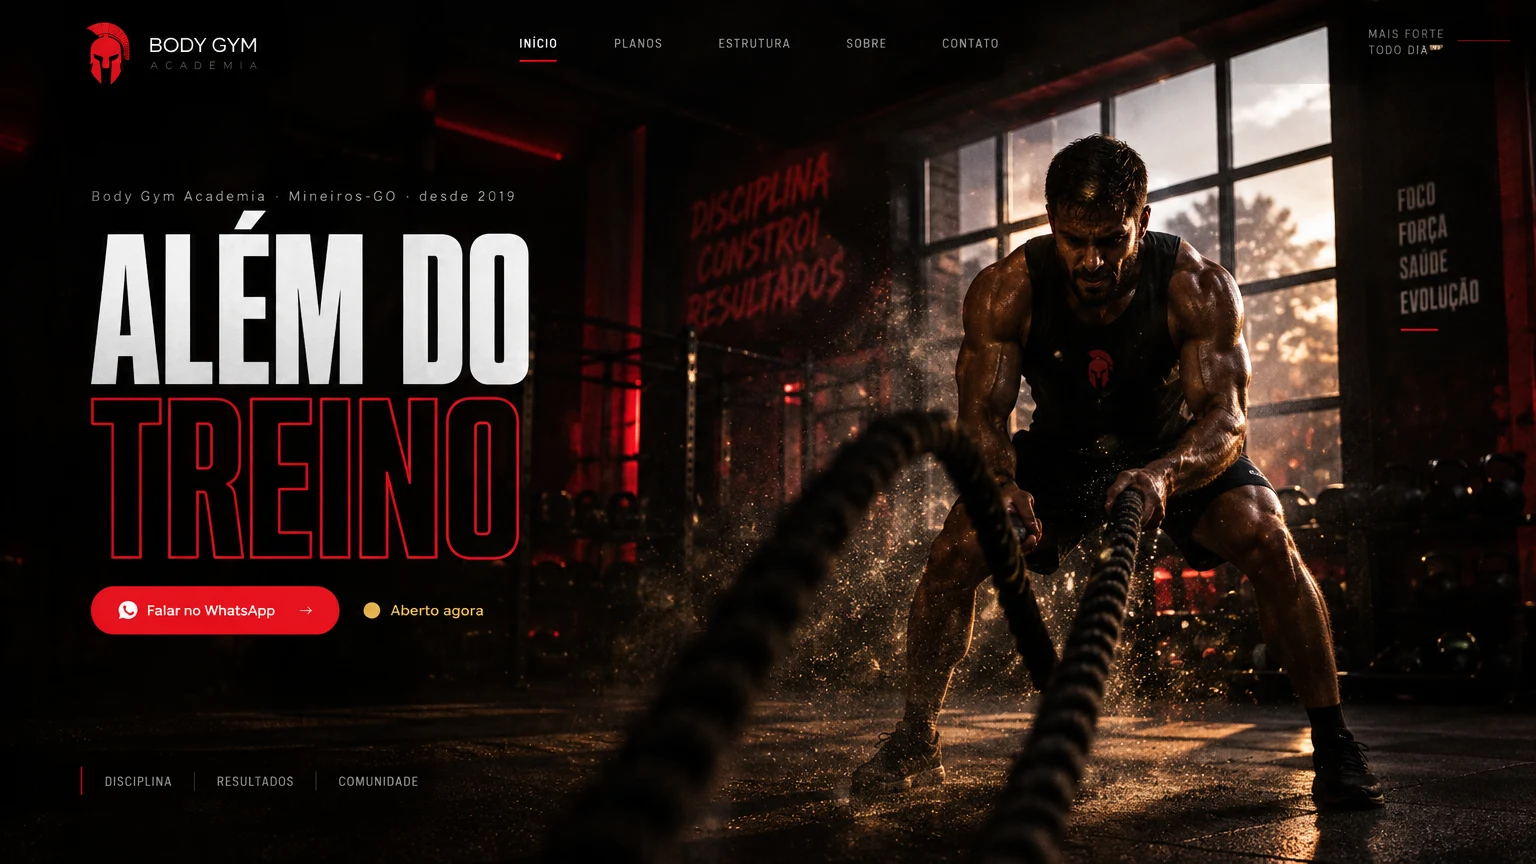 BODY GYM
ACADEMIA
INÍCIO
PLANOS
ESTRUTURA
SOBRE
CONTATO
MAIS FORTE
TODO DIA
Body Gym Academia · Mineiros-GO · desde 2019
ALÉM DO
TREINO
Falar no WhatsApp →
Aberto agora
DISCIPLINA
CONSTROI
RESULTADOS
FOCO
FORÇA
SAÚDE
EVOLUÇÃO
DISCIPLINA
RESULTADOS
COMUNIDADE